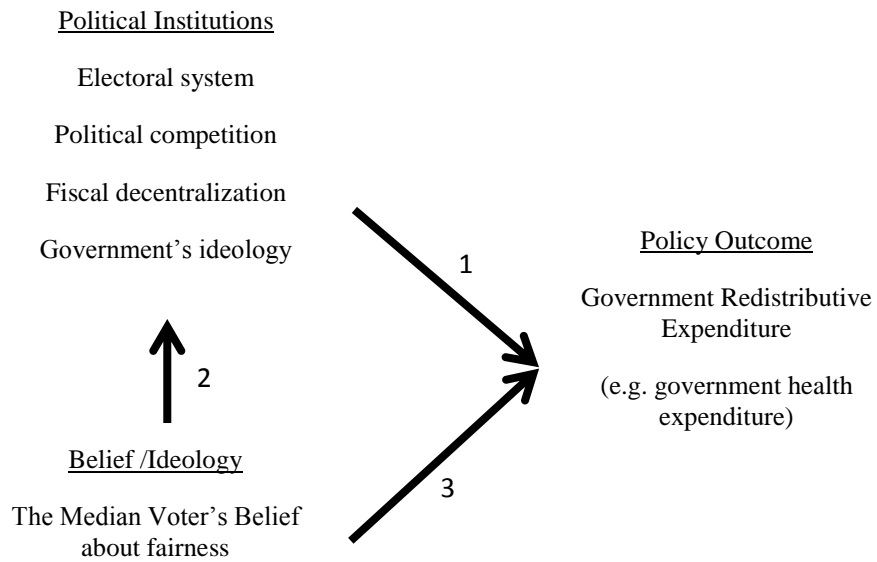 Political Institutions
Electoral system
Political competition
Fiscal decentralization
Government’s ideology
1
Policy Outcome
Government Redistributive
Expenditure
(e.g. government health
expenditure)
2
Belief /Ideology
The Median Voter’s Belief
about fairness
3